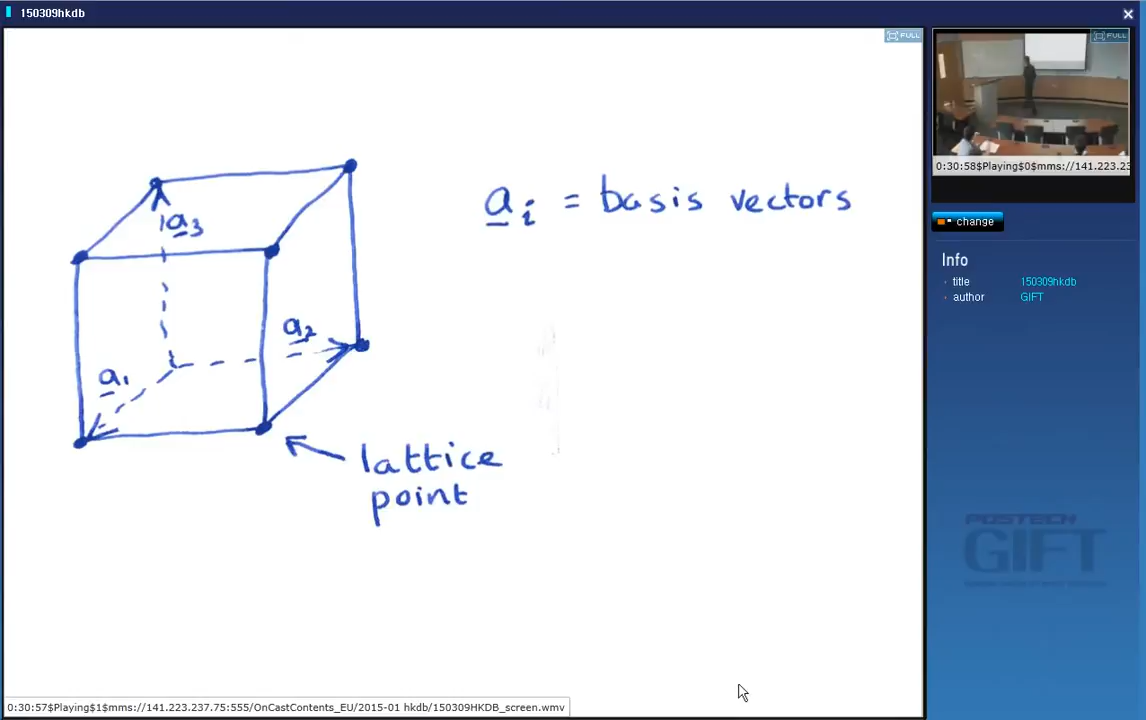 150309hkdb
FULL
FULL
a3
ai = basis vectors
a2
a1
lattice
point
0:30:58$Playing$0$mms://141.223.23
change
Info
title 150309hkdb
author GIFT
POSTECH
GIFT
0:30:57$Playing$1$mms://141.223.237.75:555/OnCastContents_EU/2015-01 hkdb/150309HKDB_screen.wmv